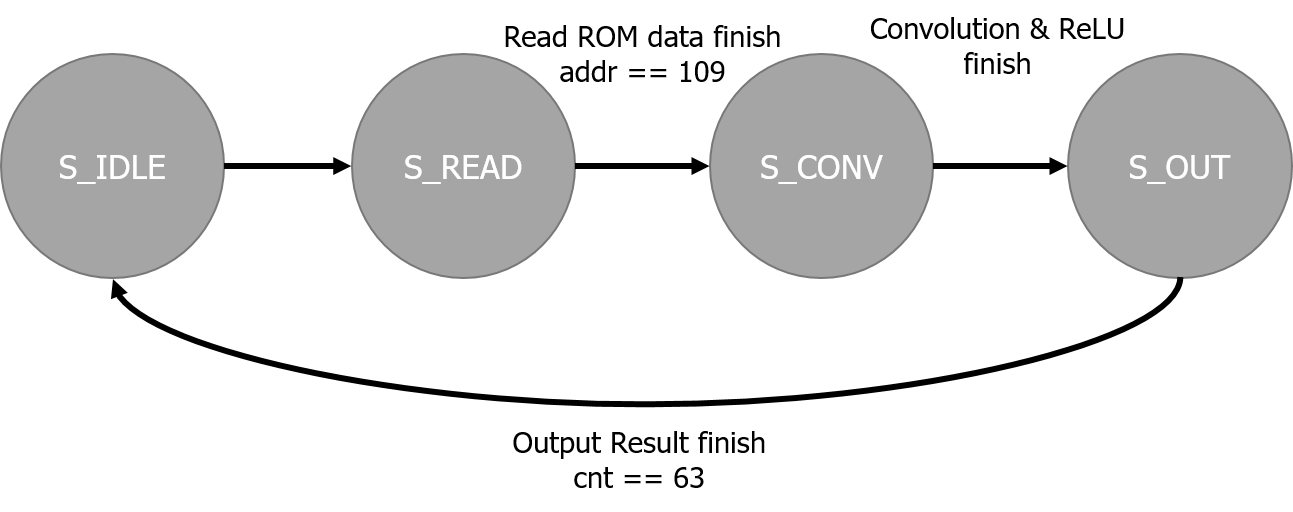 Read ROM data finish
addr == 109
Convolution & ReLU
finish
S_IDLE
S_READ
S_CONV
S_OUT
Output Result finish
cnt == 63